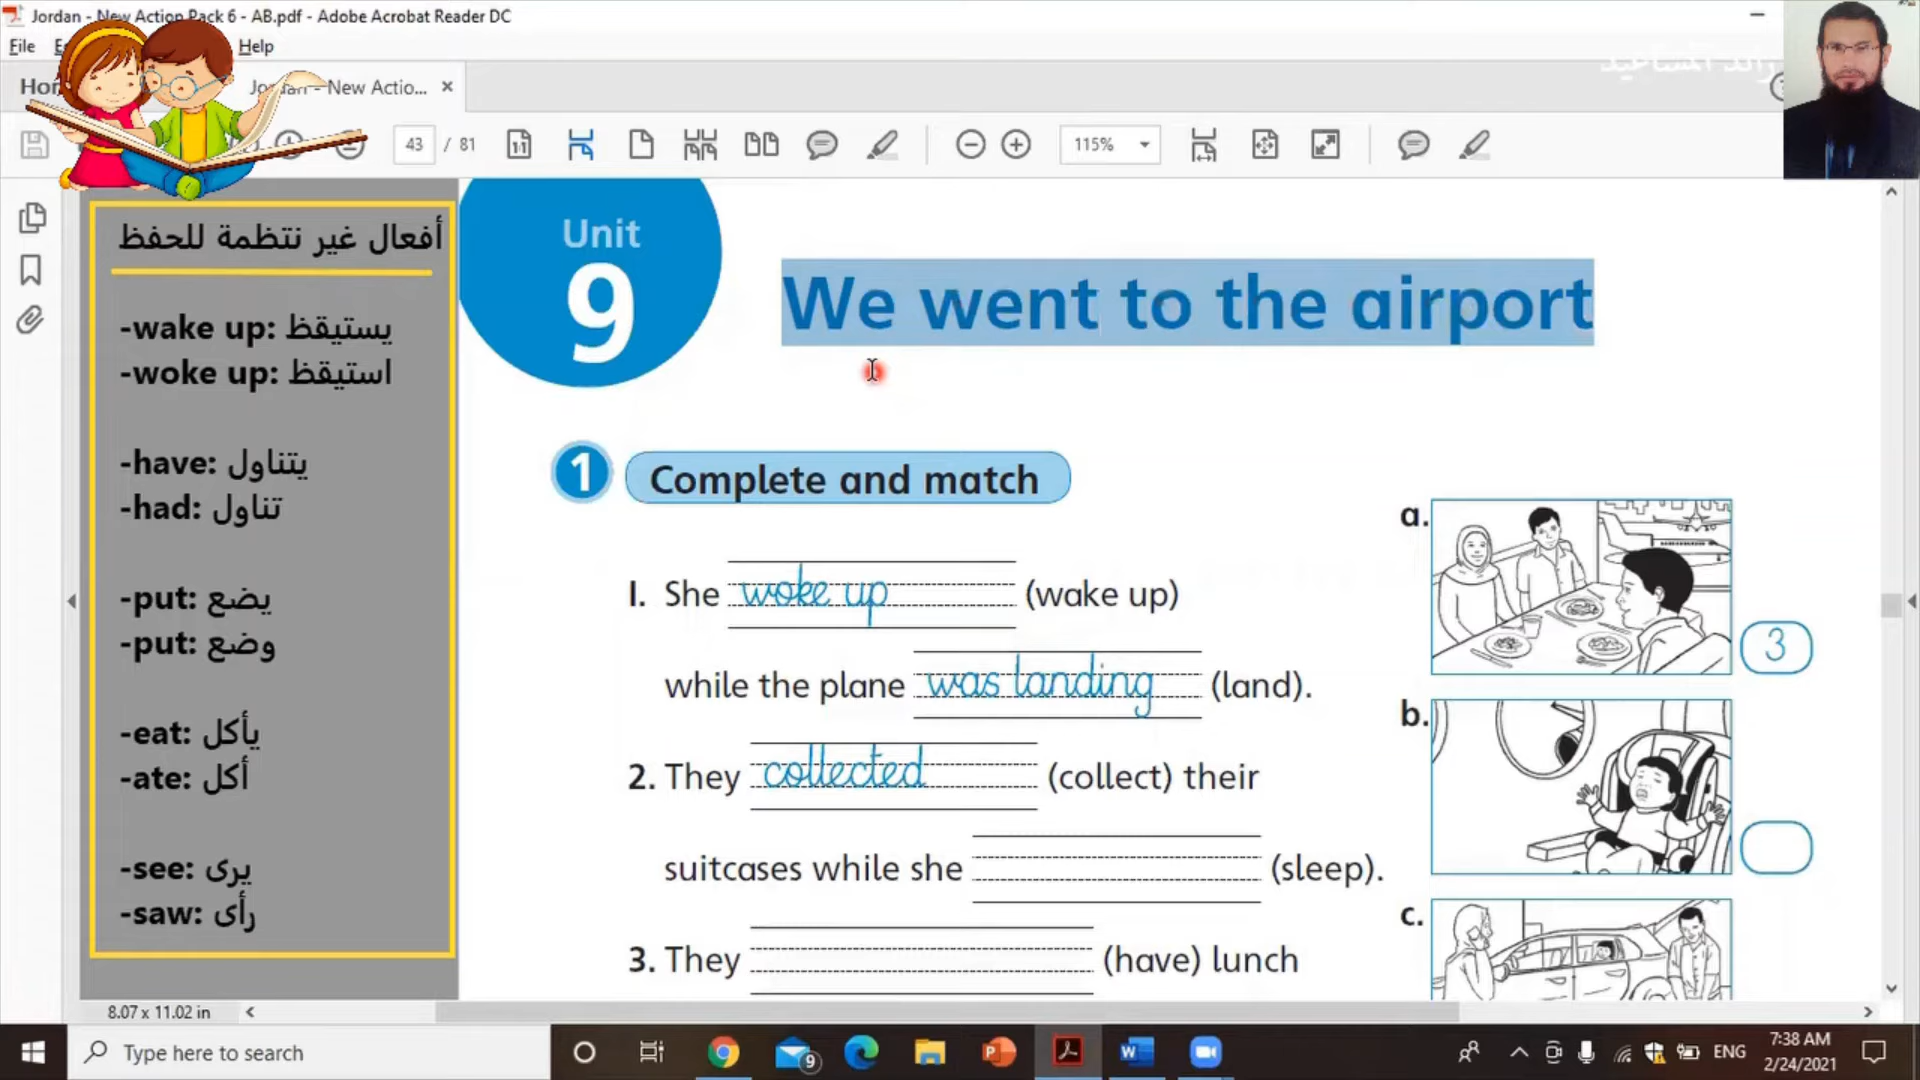 Jordan - New Action Pack 6 - AB.pdf - Adobe Acrobat Reader DC
File
Help
رائد المساعيد
Jordan - New Actio...
43 / 81
115%
أفعال غير نتظمة للحفظ
-wake up: يستيقظ
-woke up: استيقظ
-have: يتناول
-had: تناول
-put: يضع
-put: وضع
-eat: يأكل
-ate: أكل
-see: يرى
-saw: رأى
Unit
9
We went to the airport
1 Complete and match
1. She woke up (wake up)
while the plane was landing (land).
2. They collected (collect) their
suitcases while she (sleep).
3. They (have) lunch
a.
3
b.
c.
8.07 x 11.02 in
Type here to search
9
ENG
7:38 AM
2/24/2021